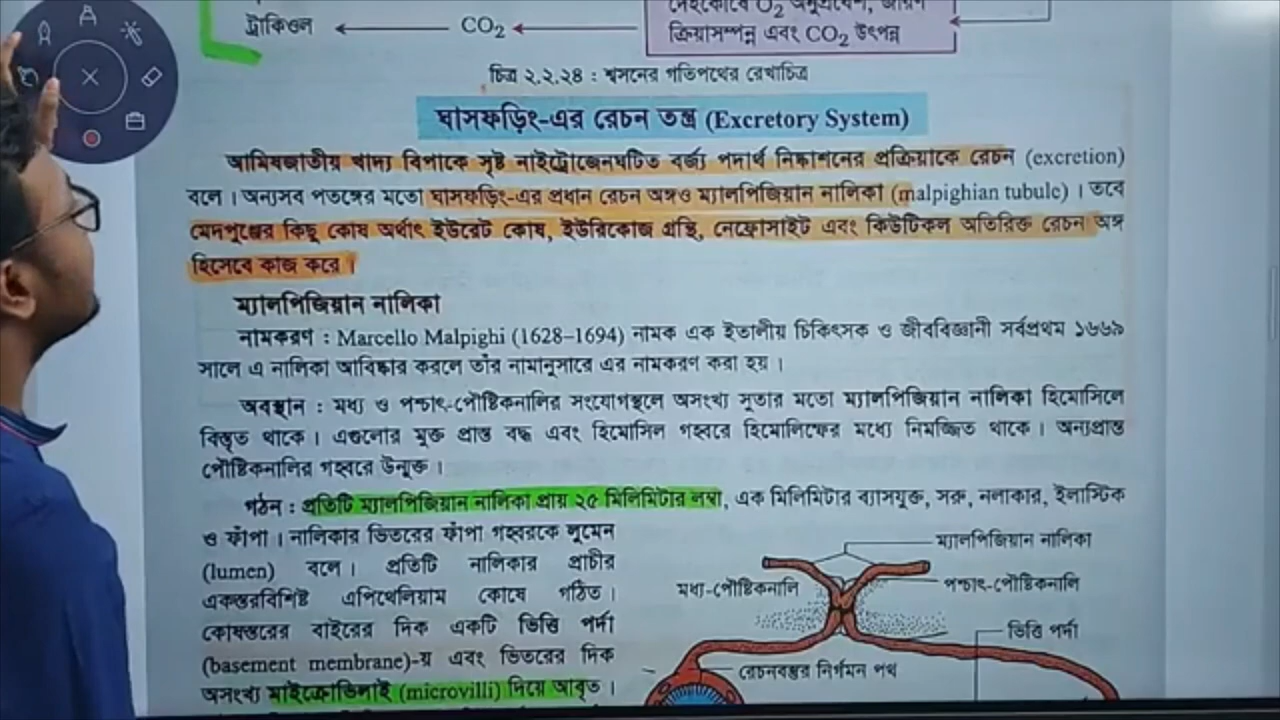 দেহকোষে O2 অনুপ্রবেশ, জারণ
ট্রাকিওল CO2 ক্রিয়াসম্পন্ন এবং CO2 উৎপন্ন
চিত্র ২.২.২৪ : শ্বসনের গতিপথের রেখাচিত্র
ঘাসফড়িং-এর রেচন তন্ত্র (Excretory System)
আমিষজাতীয় খাদ্য বিপাকে সৃষ্ট নাইট্রোজেনঘটিত বর্জ্য পদার্থ নিষ্কাশনের প্রক্রিয়াকে রেচন (excretion)
বলে। অন্যসব পতঙ্গের মতো ঘাসফড়িং-এর প্রধান রেচন অঙ্গও ম্যালপিজিয়ান নালিকা (malpighian tubule)। তবে
মেদপুঞ্জের কিছু কোষ অর্থাৎ ইউরেট কোষ, ইউরিকোজ গ্রন্থি, নেফ্রোসাইট এবং কিউটিকল অতিরিক্ত রেচন অঙ্গ
হিসেবে কাজ করে।
ম্যালপিজিয়ান নালিকা
নামকরণ : Marcello Malpighi (1628–1694) নামক এক ইতালীয় চিকিৎসক ও জীববিজ্ঞানী সর্বপ্রথম ১৬৬৯
সালে এ নালিকা আবিষ্কার করলে তাঁর নামানুসারে এর নামকরণ করা হয়।
অবস্থান : মধ্য ও পশ্চাৎ-পৌষ্টিকনালির সংযোগস্থলে অসংখ্য সুতার মতো ম্যালপিজিয়ান নালিকা হিমোসিলে
বিস্তৃত থাকে। এগুলোর মুক্ত প্রান্ত বদ্ধ এবং হিমোসিল গহ্বরে হিমোলিম্ফের মধ্যে নিমজ্জিত থাকে। অন্যপ্রান্ত
পৌষ্টিকনালির গহ্বরে উন্মুক্ত।
গঠন : প্রতিটি ম্যালপিজিয়ান নালিকা প্রায় ২৫ মিলিমিটার লম্বা, এক মিলিমিটার ব্যাসযুক্ত, সরু, নলাকার, ইলাস্টিক
ও ফাঁপা। নালিকার ভিতরের ফাঁপা গহ্বরকে লুমেন
(lumen) বলে। প্রতিটি নালিকার প্রাচীর
একস্তরবিশিষ্ট এপিথেলিয়াম কোষে গঠিত।
কোষস্তরের বাইরের দিক একটি ভিত্তি পর্দা
(basement membrane)-য় এবং ভিতরের দিক
অসংখ্য মাইক্রোভিলাই (microvilli) দিয়ে আবৃত।
ম্যালপিজিয়ান নালিকা
মধ্য-পৌষ্টিকনালি
পশ্চাৎ-পৌষ্টিকনালি
ভিত্তি পর্দা
রেচনবস্তুর নির্গমন পথ